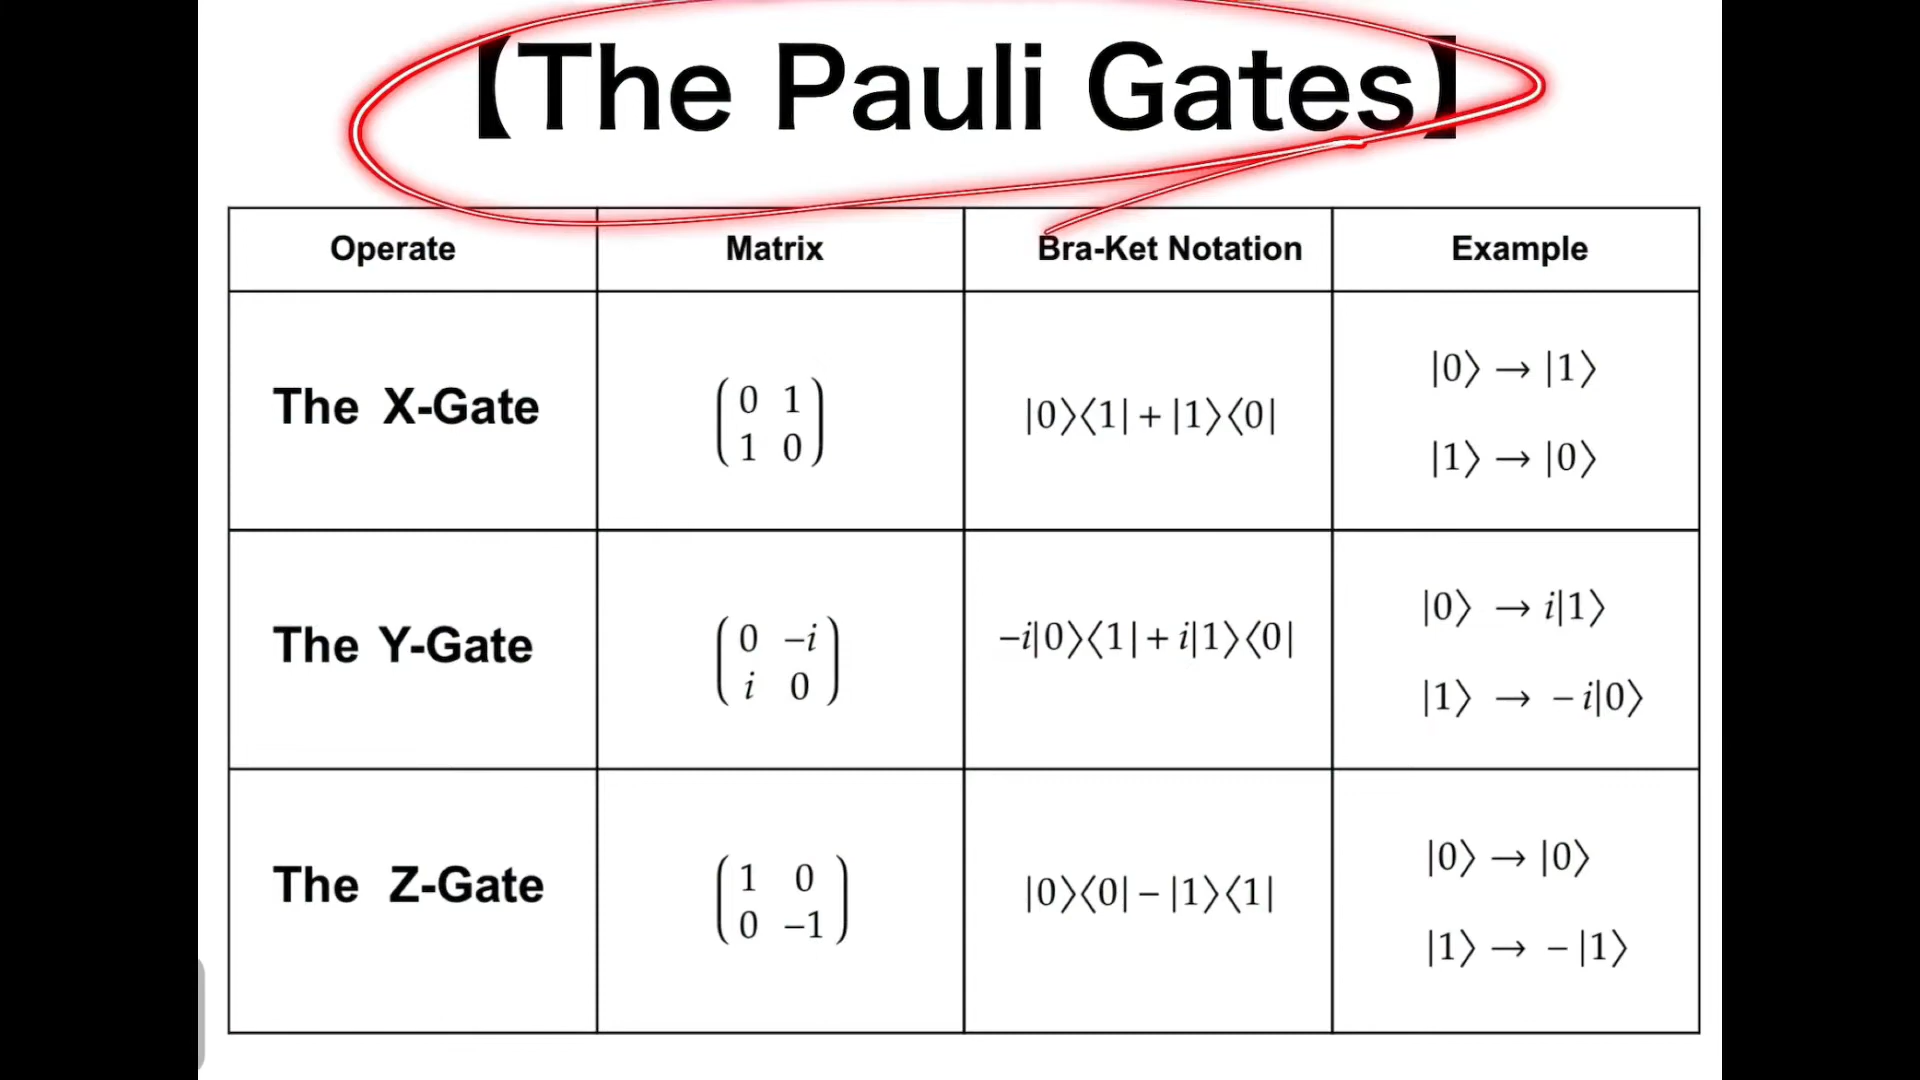 【The Pauli Gates】
Operate Matrix Bra-Ket Notation Example
The X-Gate
0 1
1 0
|0⟩⟨1| + |1⟩⟨0|
|0⟩ → |1⟩
|1⟩ → |0⟩
The Y-Gate
0 −i
i 0
−i|0⟩⟨1| + i|1⟩⟨0|
|0⟩ → i|1⟩
|1⟩ → − i|0⟩
The Z-Gate
1 0
0 −1
|0⟩⟨0| − |1⟩⟨1|
|0⟩ → |0⟩
|1⟩ → − |1⟩